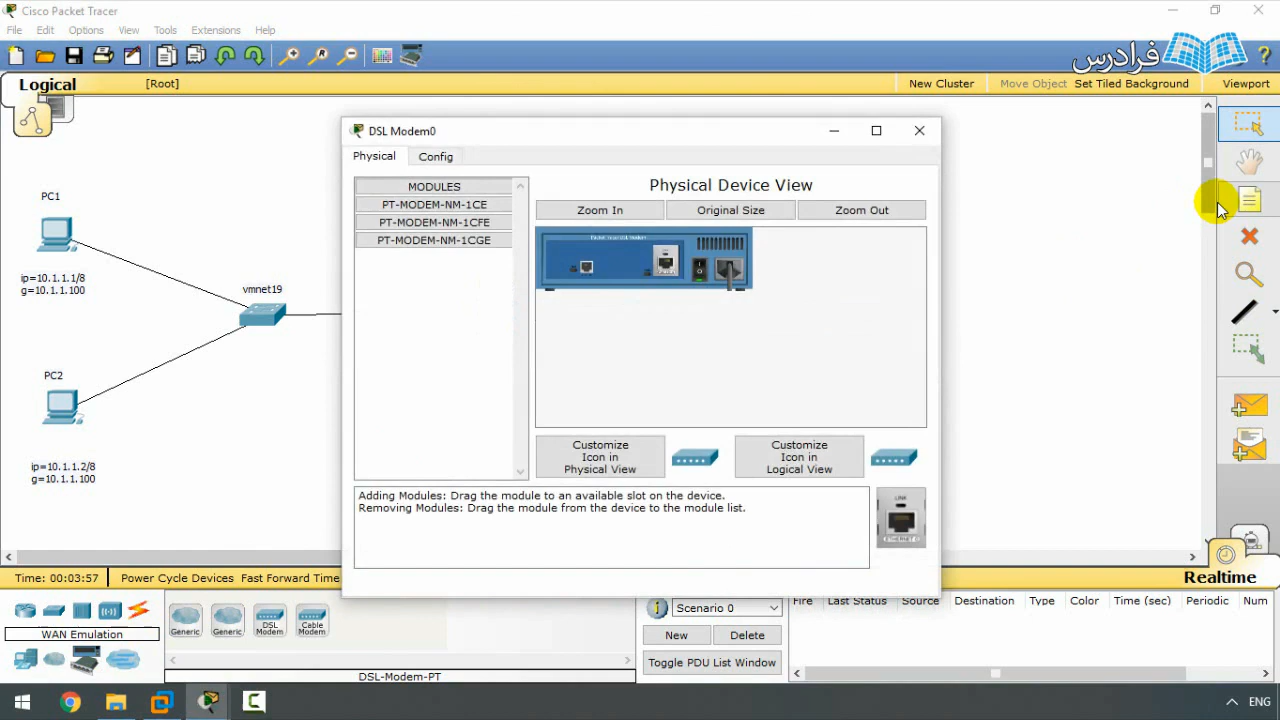 Cisco Packet Tracer
File Edit Options View Tools Extensions Help
فرادرس
Logical [Root] New Cluster Move Object Set Tiled Background Viewport
DSL Modem0
Physical Config
MODULES
PT-MODEM-NM-1CE
PT-MODEM-NM-1CFE
PT-MODEM-NM-1CGE
Physical Device View
Zoom In Original Size Zoom Out
Packet Tracer DSL Modem
Customize Icon in Physical View
Customize Icon in Logical View
Adding Modules: Drag the module to an available slot on the device.
Removing Modules: Drag the module from the device to the module list.
LINK
PC1
ip=10.1.1.1/8
g=10.1.1.100
vmnet19
PC2
ip=10.1.1.2/8
g=10.1.1.100
Time: 00:03:57 Power Cycle Devices Fast Forward Time
Realtime
WAN Emulation
Generic
Generic
DSL Modem
Cable Modem
DSL-Modem-PT
Scenario 0
New Delete
Toggle PDU List Window
Fire Last Status Source Destination Type Color Time (sec) Periodic Num
ENG